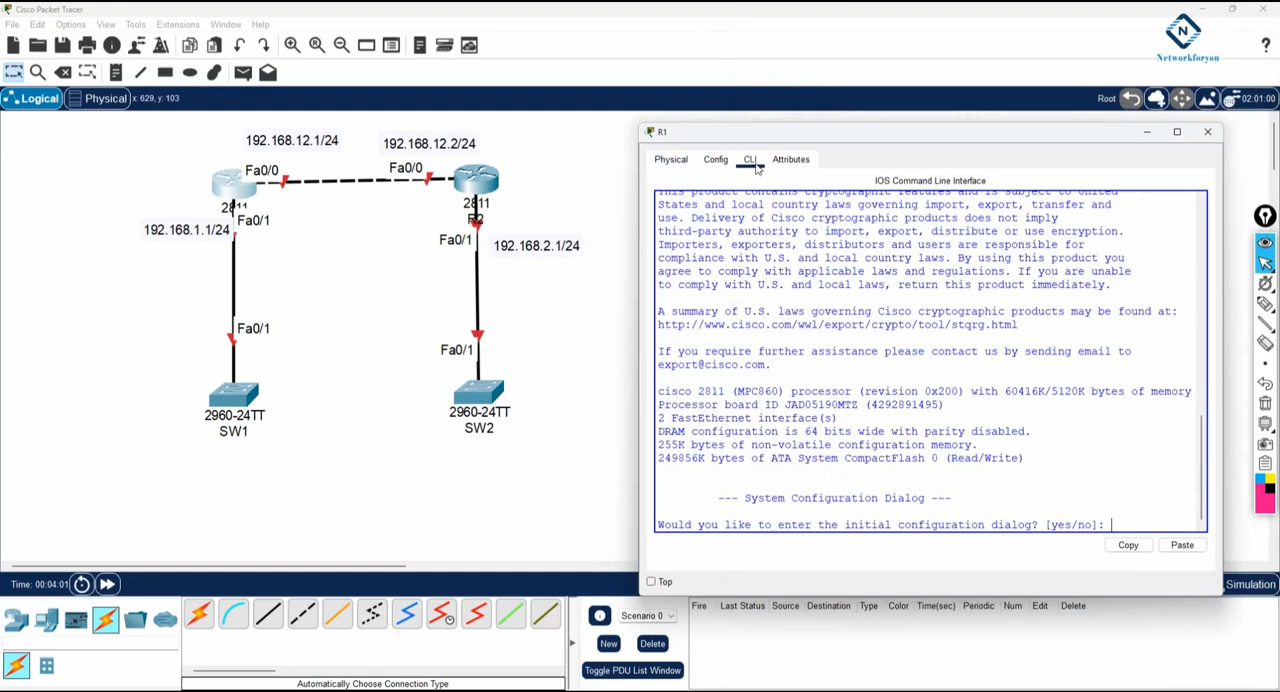 Cisco Packet Tracer
File Edit Options View Tools Extensions Window Help
Networkforyou
Logical Physical x: 629, y: 103 Root 02:01:00
192.168.12.1/24 192.168.12.2/24
Fa0/0 Fa0/0
2811 2811
R2
Fa0/1
192.168.1.1/24
Fa0/1 192.168.2.1/24
Fa0/1
Fa0/1
2960-24TT 2960-24TT
SW1 SW2
R1
Physical Config CLI Attributes
IOS Command Line Interface
This product contains cryptographic features and is subject to United
States and local country laws governing import, export, transfer and
use. Delivery of Cisco cryptographic products does not imply
third-party authority to import, export, distribute or use encryption.
Importers, exporters, distributors and users are responsible for
compliance with U.S. and local country laws. By using this product you
agree to comply with applicable laws and regulations. If you are unable
to comply with U.S. and local laws, return this product immediately.
A summary of U.S. laws governing Cisco cryptographic products may be found at:
http://www.cisco.com/wwl/export/crypto/tool/stqrg.html
If you require further assistance please contact us by sending email to
export@cisco.com.
cisco 2811 (MPC860) processor (revision 0x200) with 60416K/5120K bytes of memory
Processor board ID JAD05190MTZ (4292891495)
2 FastEthernet interface(s)
DRAM configuration is 64 bits wide with parity disabled.
255K bytes of non-volatile configuration memory.
249856K bytes of ATA System CompactFlash 0 (Read/Write)
--- System Configuration Dialog ---
Would you like to enter the initial configuration dialog? [yes/no]:
Copy Paste
Top
Time: 00:04:01 Simulation
Scenario 0
New Delete
Toggle PDU List Window
Fire Last Status Source Destination Type Color Time(sec) Periodic Num Edit Delete
Automatically Choose Connection Type